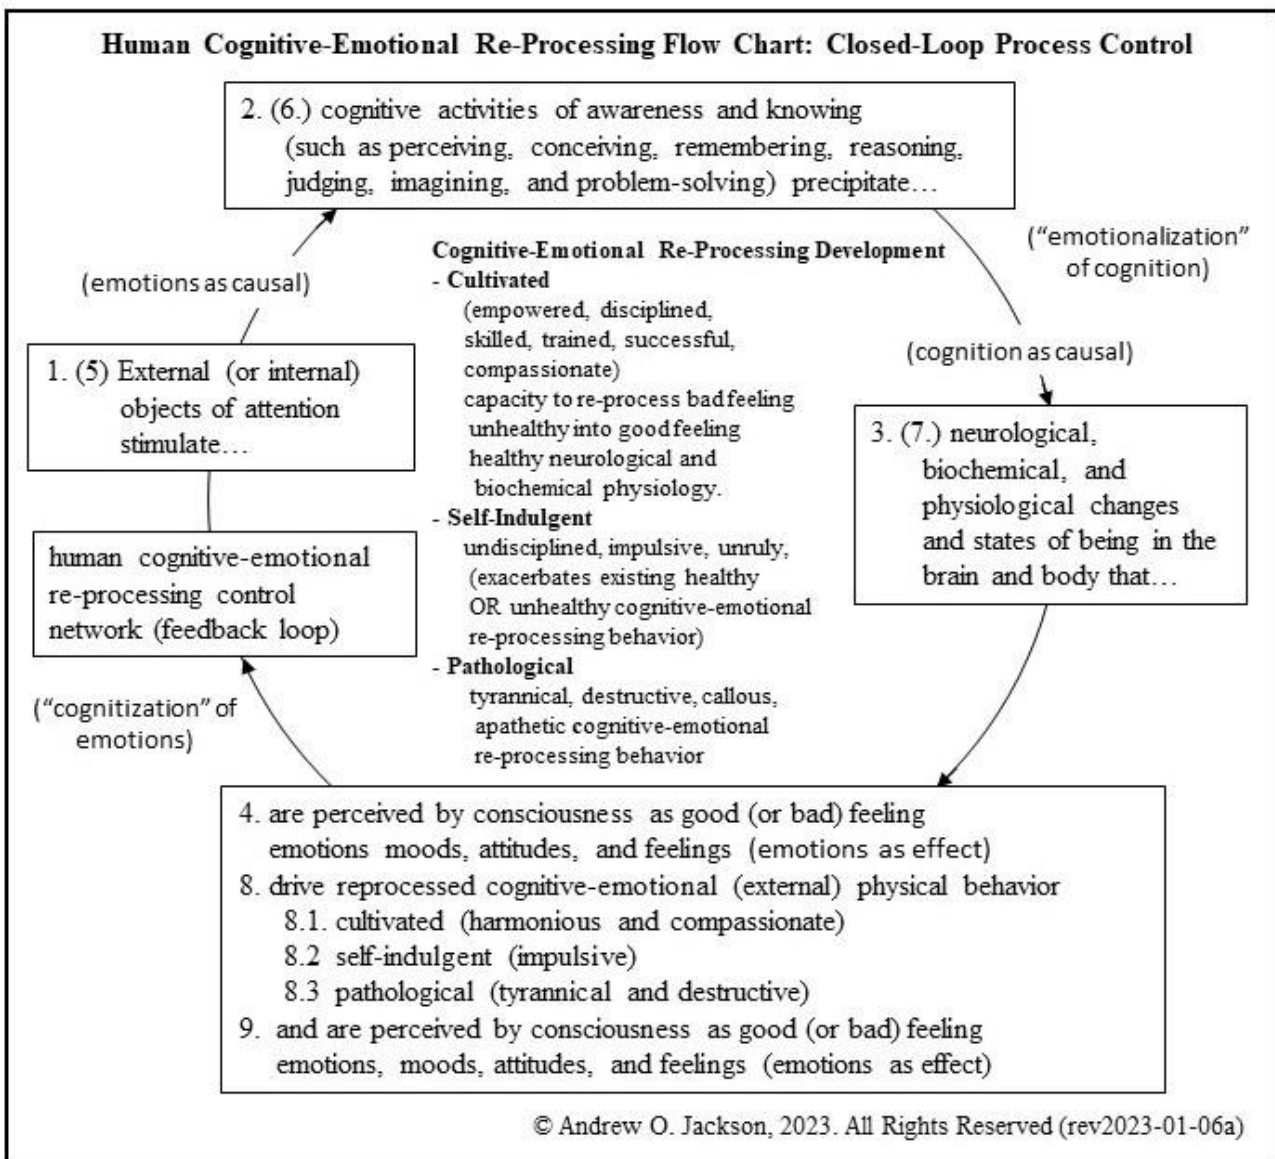 Human Cognitive-Emotional Re-Processing Flow Chart: Closed-Loop Process Control
2. (6.) cognitive activities of awareness and knowing
(such as perceiving, conceiving, remembering, reasoning,
judging, imagining, and problem-solving) precipitate…
(“emotionalization”
of cognition)
(emotions as causal)
(cognition as causal)
1. (5) External (or internal)
objects of attention
stimulate…
Cognitive-Emotional Re-Processing Development
- Cultivated
(empowered, disciplined,
skilled, trained, successful,
compassionate)
capacity to re-process bad feeling
unhealthy into good feeling
healthy neurological and
biochemical physiology.
- Self-Indulgent
undisciplined, impulsive, unruly,
(exacerbates existing healthy
OR unhealthy cognitive-emotional
re-processing behavior)
- Pathological
tyrannical, destructive, callous,
apathetic cognitive-emotional
re-processing behavior
3. (7.) neurological,
biochemical, and
physiological changes
and states of being in the
brain and body that…
human cognitive-emotional
re-processing control
network (feedback loop)
(“cognitization” of
emotions)
4. are perceived by consciousness as good (or bad) feeling
emotions moods, attitudes, and feelings (emotions as effect)
8. drive reprocessed cognitive-emotional (external) physical behavior
8.1. cultivated (harmonious and compassionate)
8.2 self-indulgent (impulsive)
8.3 pathological (tyrannical and destructive)
9. and are perceived by consciousness as good (or bad) feeling
emotions, moods, attitudes, and feelings (emotions as effect)
© Andrew O. Jackson, 2023. All Rights Reserved (rev2023-01-06a)